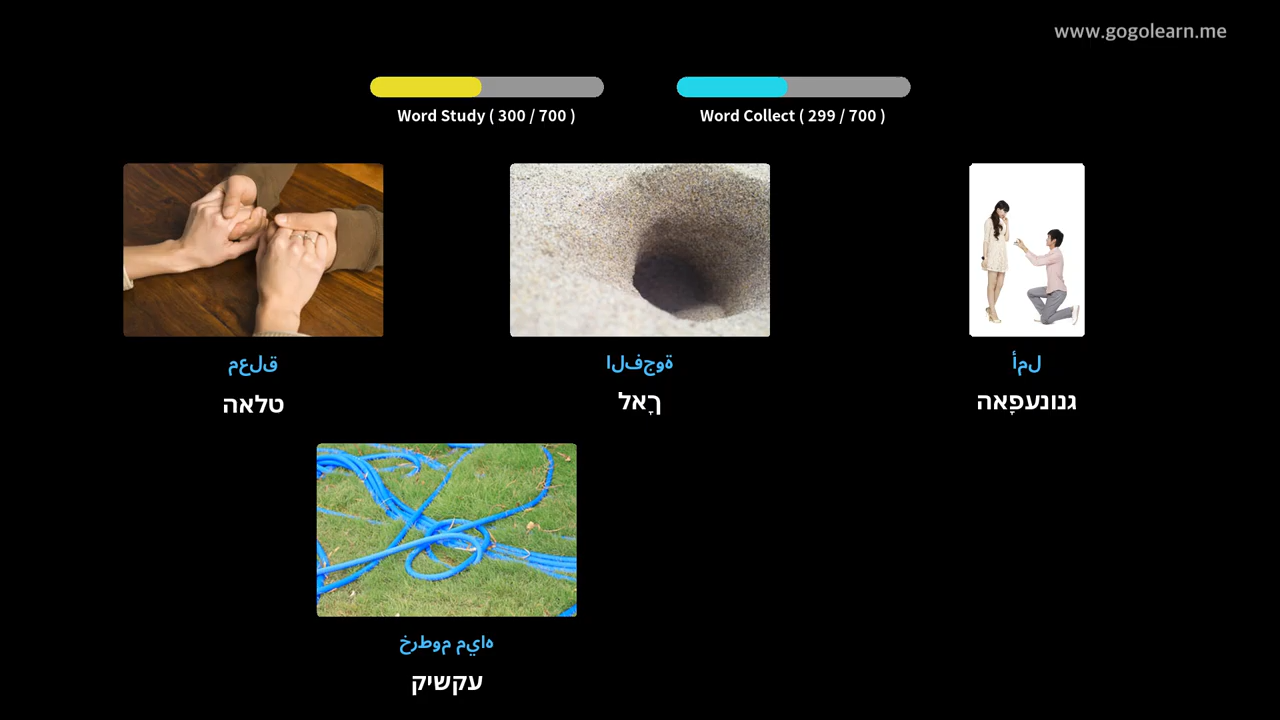 www.gogolearn.me
Word Study ( 300 / 700 )
Word Collect ( 299 / 700 )
قلعم
ةوجفلا
لمأ
טלאה
ךָאל
גנונעפָאה
هايم موطرخ
עקשיק